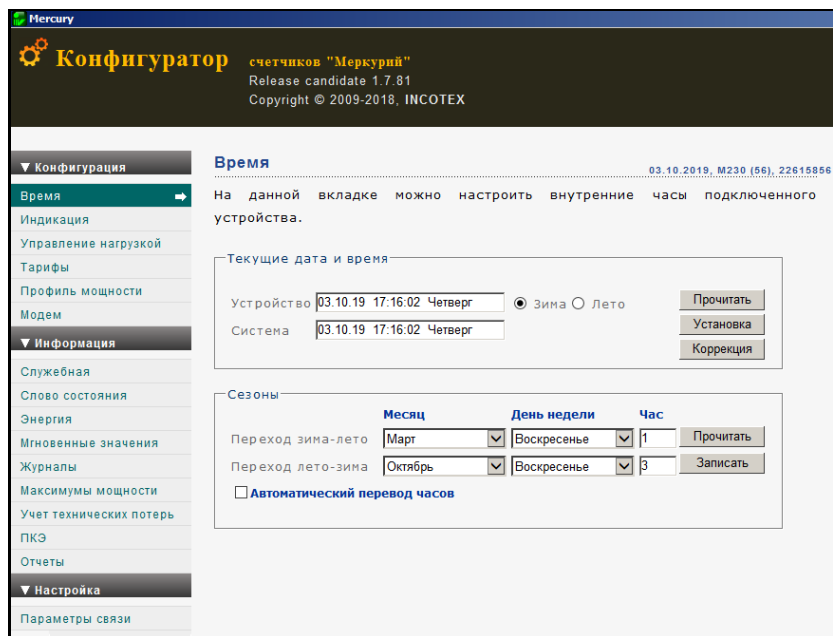 Mercury
Конфигуратор
счетчиков "Меркурий"
Release candidate 1.7.81
Copyright © 2009-2018, INCOTEX
▼ Конфигурация
Время
Индикация
Управление нагрузкой
Тарифы
Профиль мощности
Модем
▼ Информация
Служебная
Слово состояния
Энергия
Мгновенные значения
Журналы
Максимумы мощности
Учет технических потерь
ПКЭ
Отчеты
▼ Настройка
Параметры связи
Время
03.10.2019, M230 (56), 22615856
На данной вкладке можно настроить внутренние часы подключенного
устройства.
Текущие дата и время
Устройство 03.10.19 17:16:02 Четверг Зима Лето Прочитать
Система 03.10.19 17:16:02 Четверг Установка
Коррекция
Сезоны
Месяц День недели Час
Переход зима-лето Март Воскресенье 1 Прочитать
Переход лето-зима Октябрь Воскресенье 3 Записать
Автоматический перевод часов